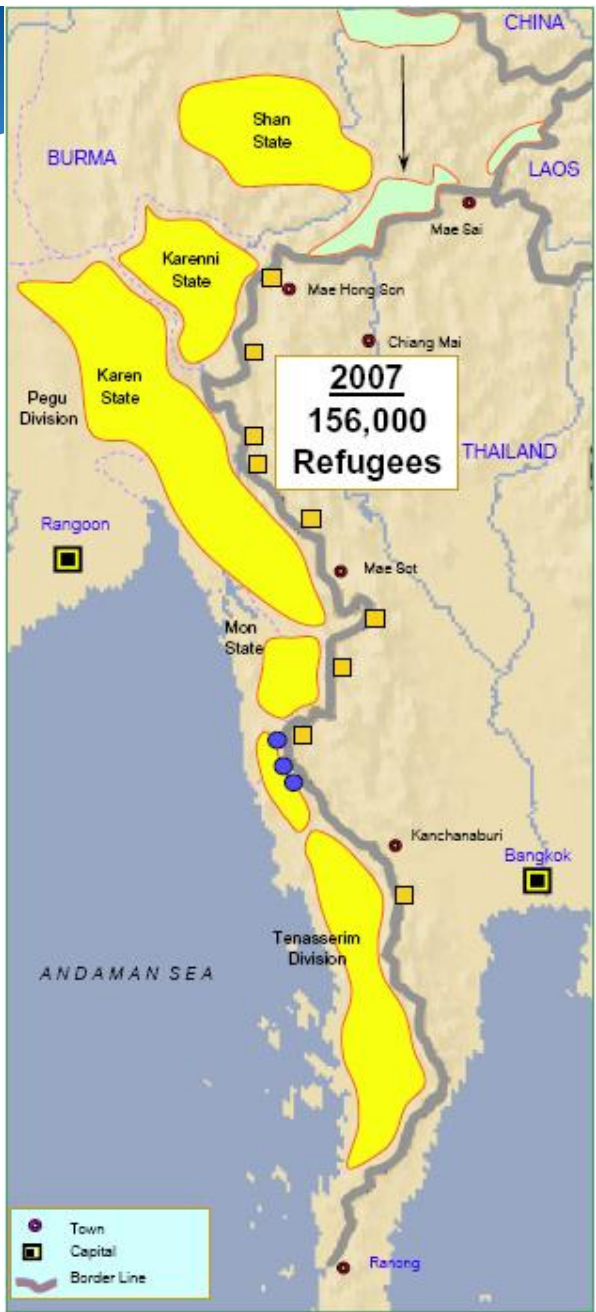 CHINA
Shan
State
BURMA
LAOS
Mae Sai
Karenni
State
Mae Hong Son
Chiang Mai
Karen
State
Pegu
Division
2007
156,000
Refugees
THAILAND
Rangoon
Mae Sot
Mon
State
Kanchanaburi
Bangkok
Tenasserim
Division
ANDAMAN SEA
Town
Capital
Border Line
Ranong